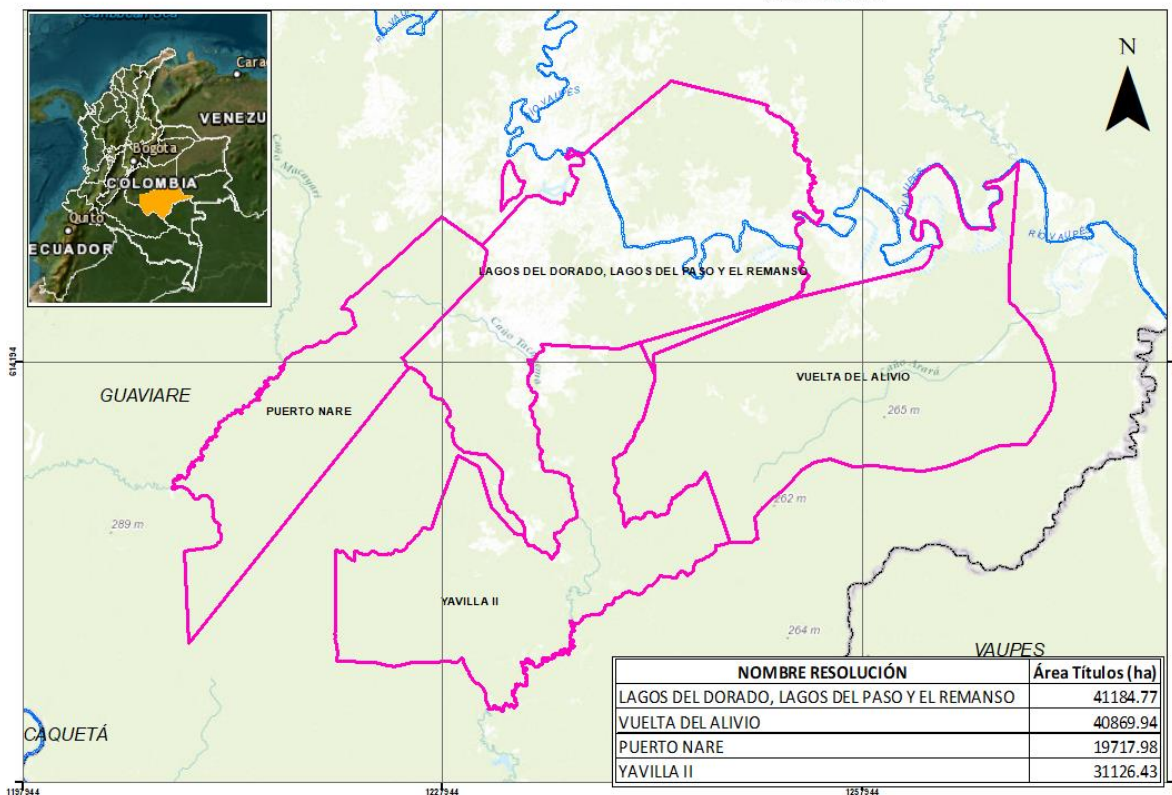 Caribbean Sea
Cara
VENEZU
Bogota
COLOMBIA
Quito
ECUADOR
RIO VAUPES
RIO VAUPES
N
Caño Macayari
RIO VAUPES
RIO VAUPES
LAGOS DEL DORADO, LAGOS DEL PASO Y EL REMANSO
Caño
614194
VUELTA DEL ALIVIO
Caño Arará
GUAVIARE
PUERTO NARE
265 m
262 m
289 m
YAVILLA II
264 m
VAUPES
CAQUETÁ
NOMBRE RESOLUCIÓN Área Títulos (ha)
LAGOS DEL DORADO, LAGOS DEL PASO Y EL REMANSO 41184.77
VUELTA DEL ALIVIO 40869.94
PUERTO NARE 19717.98
YAVILLA II 31126.43
1197944 1227944 1257944